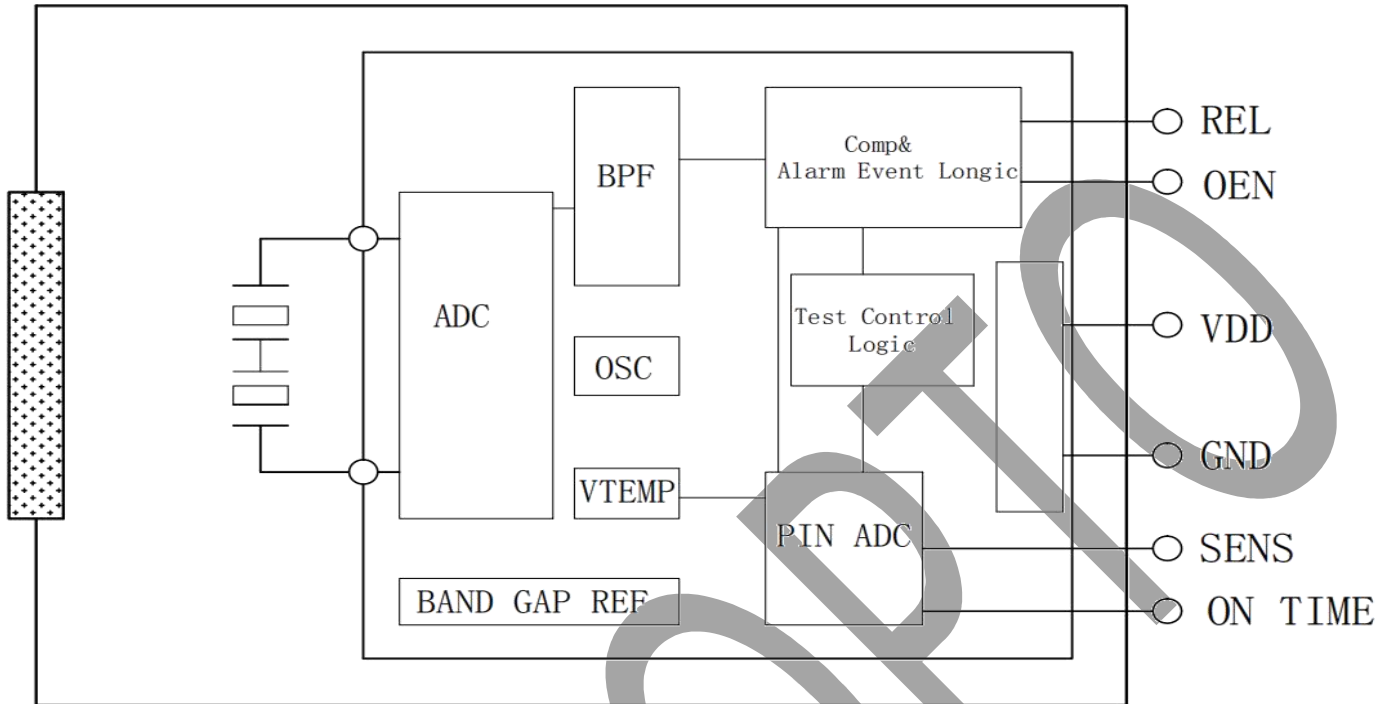 REL
Comp&
Alarm Event Longic
BPF
OEN
ADC
Test Control
Logic
VDD
OSC
GND
VTEMP
PIN ADC
SENS
BAND GAP REF
ON TIME
OPTO